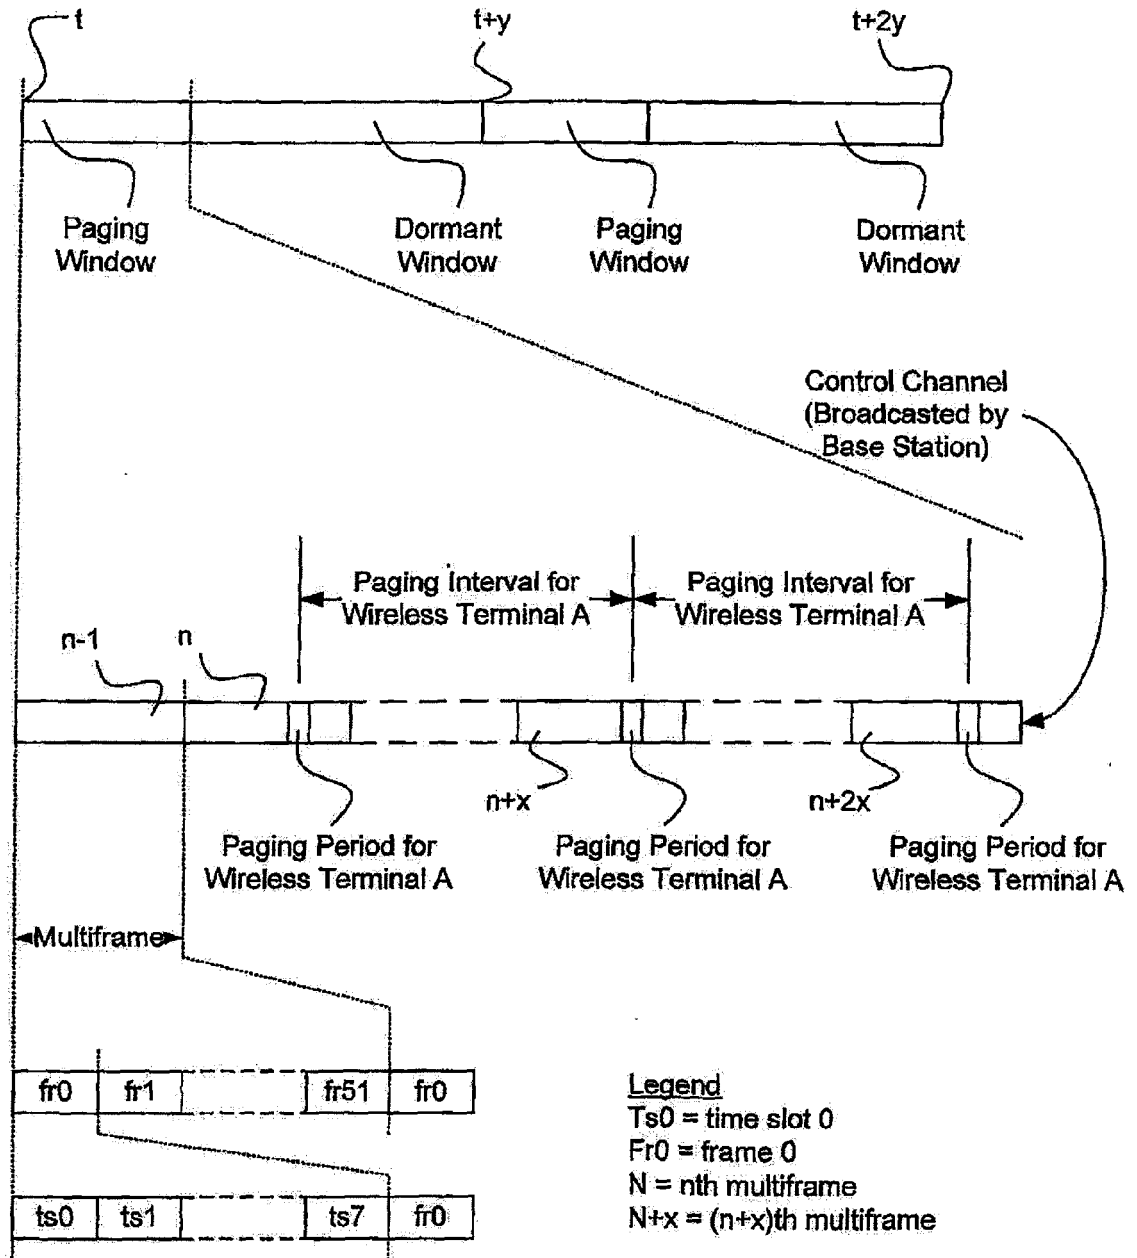 t
t+y
t+2y
Paging
Window
Dormant
Window
Paging
Window
Dormant
Window
Control Channel
(Broadcasted by
Base Station)
Paging Interval for
Wireless Terminal A
Paging Interval for
Wireless Terminal A
n-1
n
n+x
n+2x
Paging Period for
Wireless Terminal A
Paging Period for
Wireless Terminal A
Paging Period for
Wireless Terminal A
Multiframe
fr0 fr1 fr51 fr0
ts0 ts1 ts7 fr0
Legend
Ts0 = time slot 0
Fr0 = frame 0
N = nth multiframe
N+x = (n+x)th multiframe